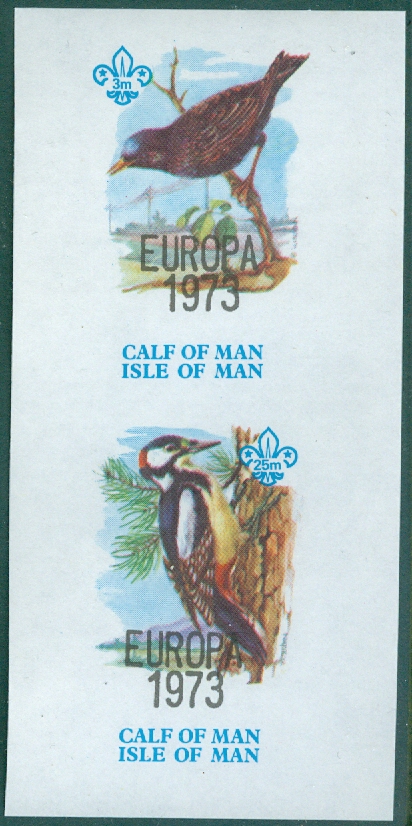 3m
EUROPA
1973
CALF OF MAN
ISLE OF MAN
25m
EUROPA
1973
CALF OF MAN
ISLE OF MAN